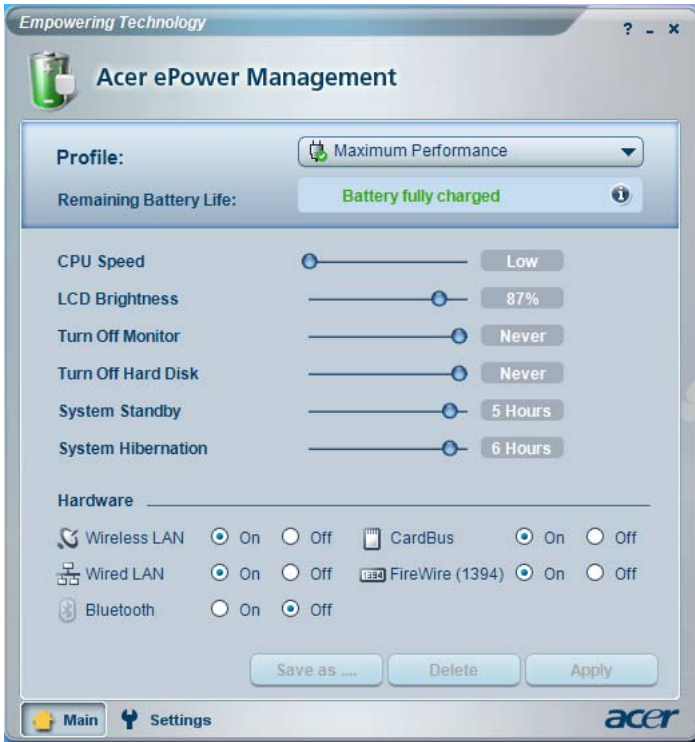 Empowering Technology
Acer ePower Management
Profile: Maximum Performance
Remaining Battery Life: Battery fully charged
CPU Speed Low
LCD Brightness 87%
Turn Off Monitor Never
Turn Off Hard Disk Never
System Standby 5 Hours
System Hibernation 6 Hours
Hardware
Wireless LAN On Off CardBus On Off
Wired LAN On Off 1394 FireWire (1394) On Off
Bluetooth On Off
Save as .... Delete Apply
Main Settings acer